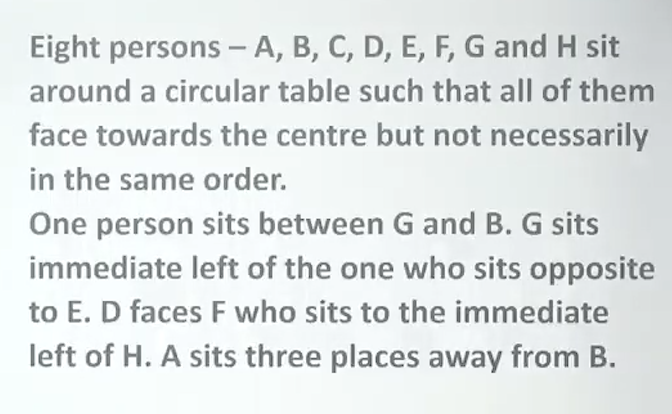 Eight persons – A, B, C, D, E, F, G and H sit
around a circular table such that all of them
face towards the centre but not necessarily
in the same order.
One person sits between G and B. G sits
immediate left of the one who sits opposite
to E. D faces F who sits to the immediate
left of H. A sits three places away from B.